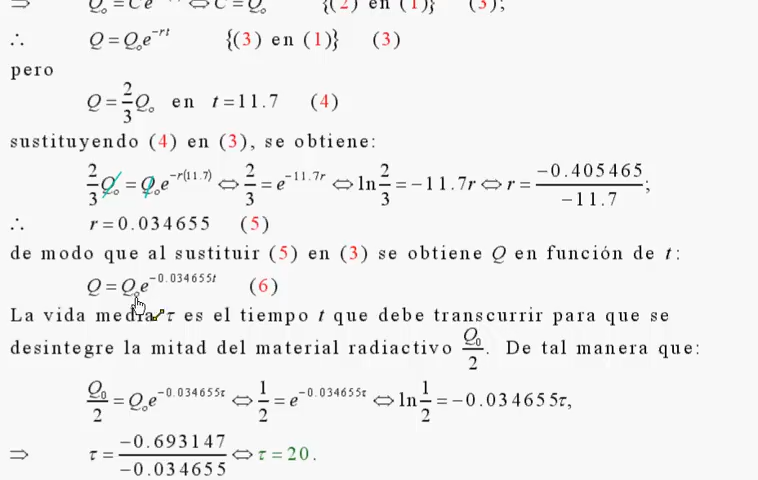 ⇒ Q₀ = Ce ⇔ C = Q₀ {(2) en (1)} (3);
∴ Q = Q₀e^(-rt) {(3) en (1)} (3)
pero
Q = 2/3 Q₀ en t = 11.7 (4)
sustituyendo (4) en (3), se obtiene:
2/3 Q₀ = Q₀e^(-r(11.7)) ⇔ 2/3 = e^(-11.7r) ⇔ ln 2/3 = -11.7r ⇔ r = -0.405465/-11.7;
∴ r = 0.034655 (5)
de modo que al sustituir (5) en (3) se obtiene Q en función de t:
Q = Q₀e^(-0.034655t) (6)
La vida media τ es el tiempo t que debe transcurrir para que se
desintegre la mitad del material radiactivo Q₀/2. De tal manera que:
Q₀/2 = Q₀e^(-0.034655τ) ⇔ 1/2 = e^(-0.034655τ) ⇔ ln 1/2 = -0.034655τ,
⇒ τ = -0.693147/-0.034655 ⇔ τ = 20.